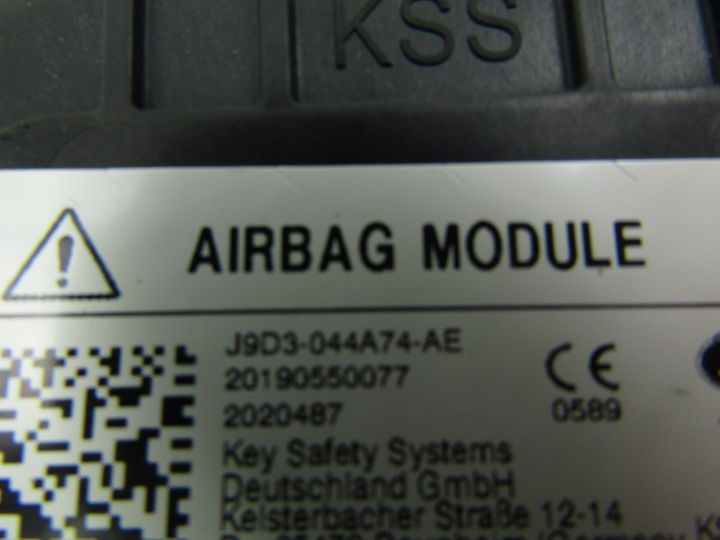 KSS
AIRBAG MODULE
J9D3-044A74-AE
20190550077
2020487
CE
0589
Key Safety Systems
Deutschland GmbH
Kelsterbacher Straße 12-14